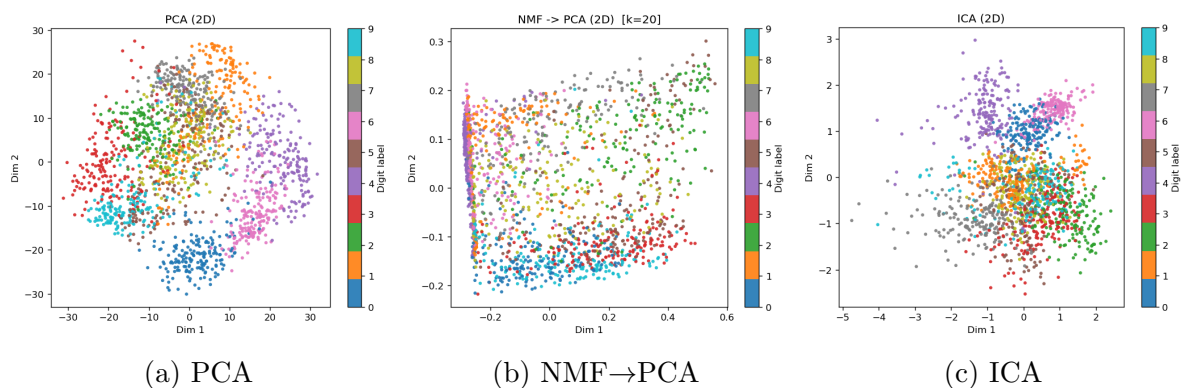 PCA (2D)
30
20
10
0
−10
−20
−30
Dim 2
−30 −20 −10 0 10 20 30
Dim 1
9
8
7
6
5
4
3
2
1
0
Digit label
(a) PCA
NMF -> PCA (2D) [k=20]
0.3
0.2
0.1
0.0
−0.1
−0.2
Dim 2
−0.2 0.0 0.2 0.4 0.6
Dim 1
9
8
7
6
5
4
3
2
1
0
Digit label
(b) NMF→PCA
ICA (2D)
3
2
1
0
−1
−2
Dim 2
−5 −4 −3 −2 −1 0 1 2
Dim 1
9
8
7
6
5
4
3
2
1
0
Digit label
(c) ICA